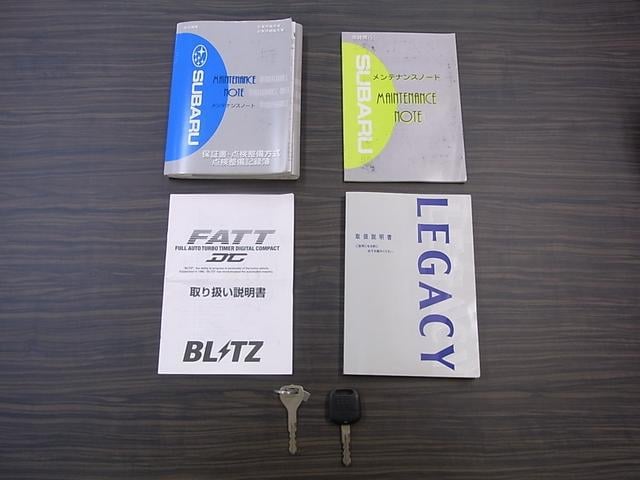 SUBARU
MAINTENANCE
NOTE
メンテナンスノート
保証書・点検整備方式
点検整備記録簿
SUBARU
メンテナンスノート
MAINTENANCE
NOTE
FATT
FULL AUTO TURBO TIMER DIGITAL COMPACT
DC
取り扱い説明書
BLITZ
LEGACY
取扱説明書